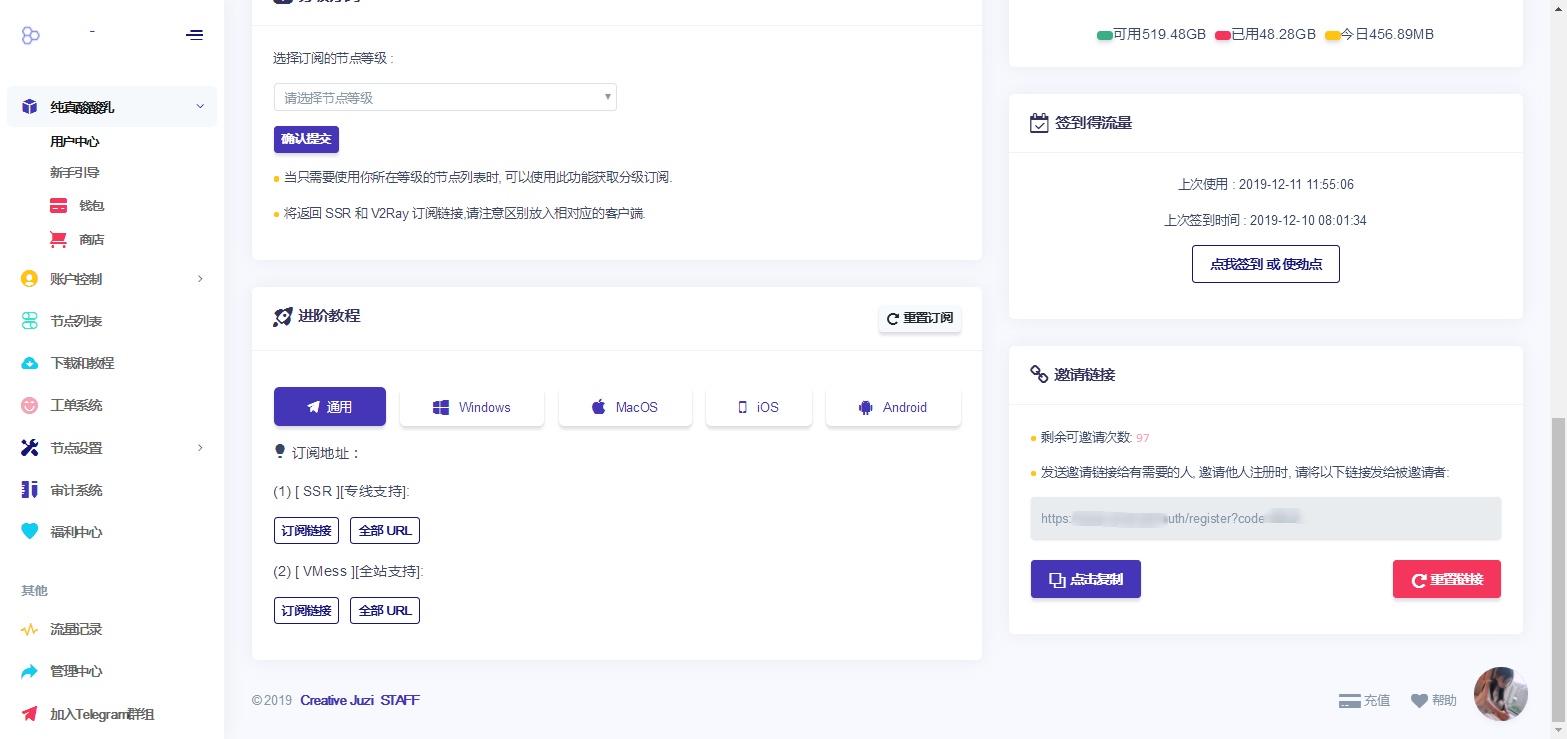 纯真酸酸乳
用户中心
新手引导
钱包
商店
账户控制
节点列表
下载和教程
工单系统
节点设置
审计系统
福利中心
其他
流量记录
管理中心
加入Telegram群组
选择订阅的节点等级 :
请选择节点等级
确认提交
当只需要使用你所在等级的节点列表时, 可以使用此功能获取分级订阅.
将返回 SSR 和 V2Ray 订阅链接,请注意区别放入相对应的客户端.
进阶教程
重置订阅
通用
Windows
MacOS
iOS
Android
订阅地址：
(1) [ SSR ][专线支持]:
订阅链接
全部 URL
(2) [ VMess ][全站支持]:
订阅链接
全部 URL
可用519.48GB 已用48.28GB 今日456.89MB
签到得流量
上次使用 : 2019-12-11 11:55:06
上次签到时间 : 2019-12-10 08:01:34
点我签到 或 使劲点
邀请链接
剩余可邀请次数: 97
发送邀请链接给有需要的人, 邀请他人注册时, 请将以下链接发给被邀请者:
https: uth/register?code
点击复制
重置链接
© 2019 Creative Juzi STAFF
充值
帮助